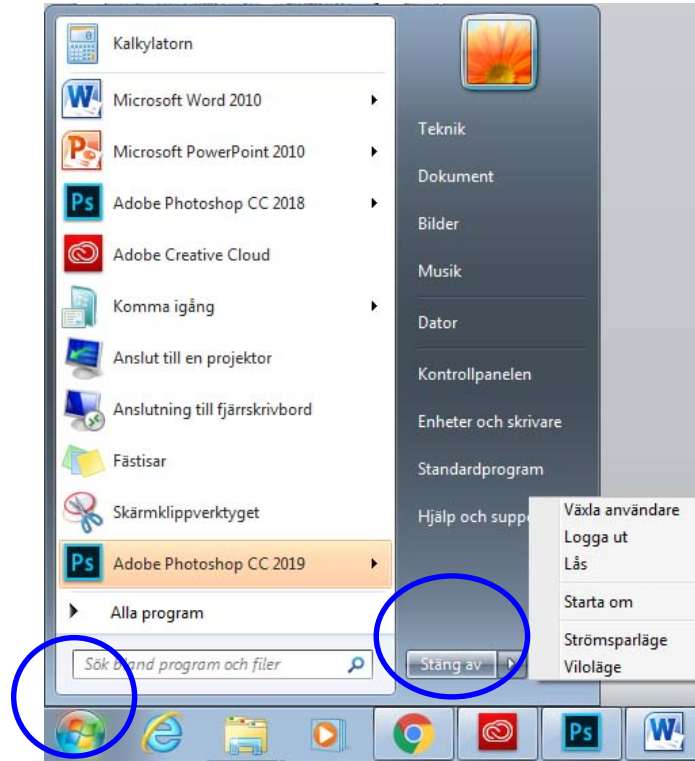 Kalkylatorn
W Microsoft Word 2010
P Microsoft PowerPoint 2010
Ps Adobe Photoshop CC 2018
Adobe Creative Cloud
Komma igång
Anslut till en projektor
Anslutning till fjärrskrivbord
Fästisar
Skärmklippverktyget
Ps Adobe Photoshop CC 2019
Alla program
Sök bland program och filer
Teknik
Dokument
Bilder
Musik
Dator
Kontrollpanelen
Enheter och skrivare
Standardprogram
Hjälp och supp
Stäng av
Växla användare
Logga ut
Lås
Starta om
Strömsparläge
Viloläge
Ps
W